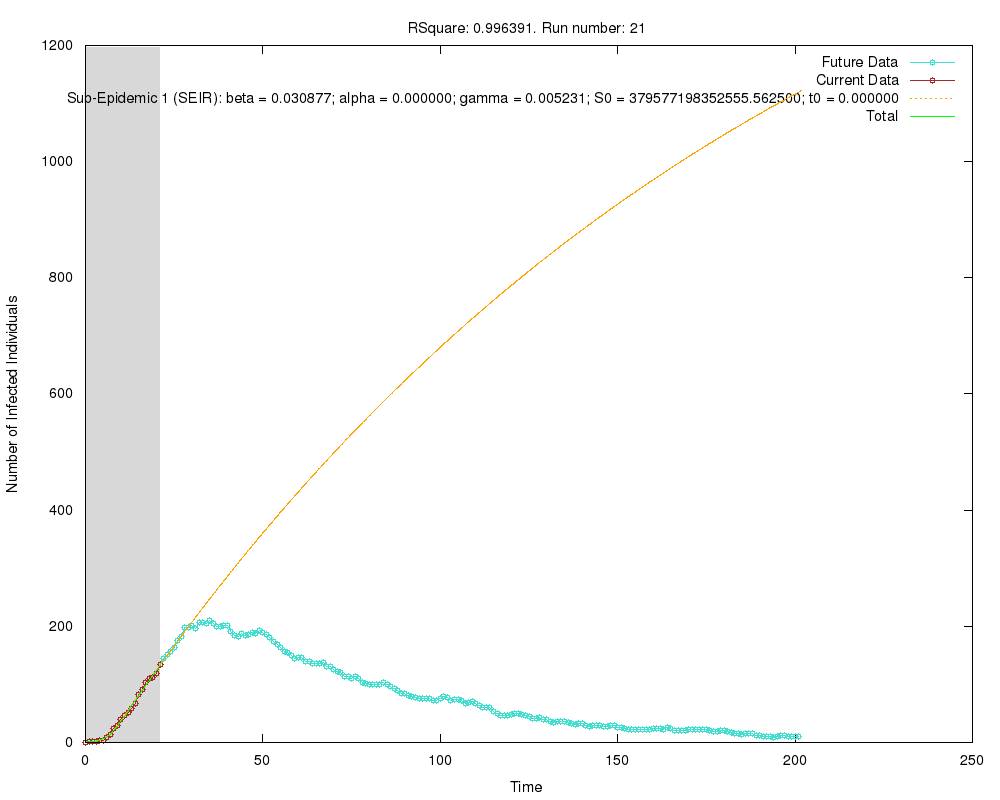 RSquare: 0.996391. Run number: 21
1200
1000
800
600
400
200
0
Number of Infected Individuals
Future Data
Current Data
Sub-Epidemic 1 (SEIR): beta = 0.030877; alpha = 0.000000; gamma = 0.005231; S0 = 379577198352555.562500; t0 = 0.000000
Total
0
50
100
150
200
250
Time